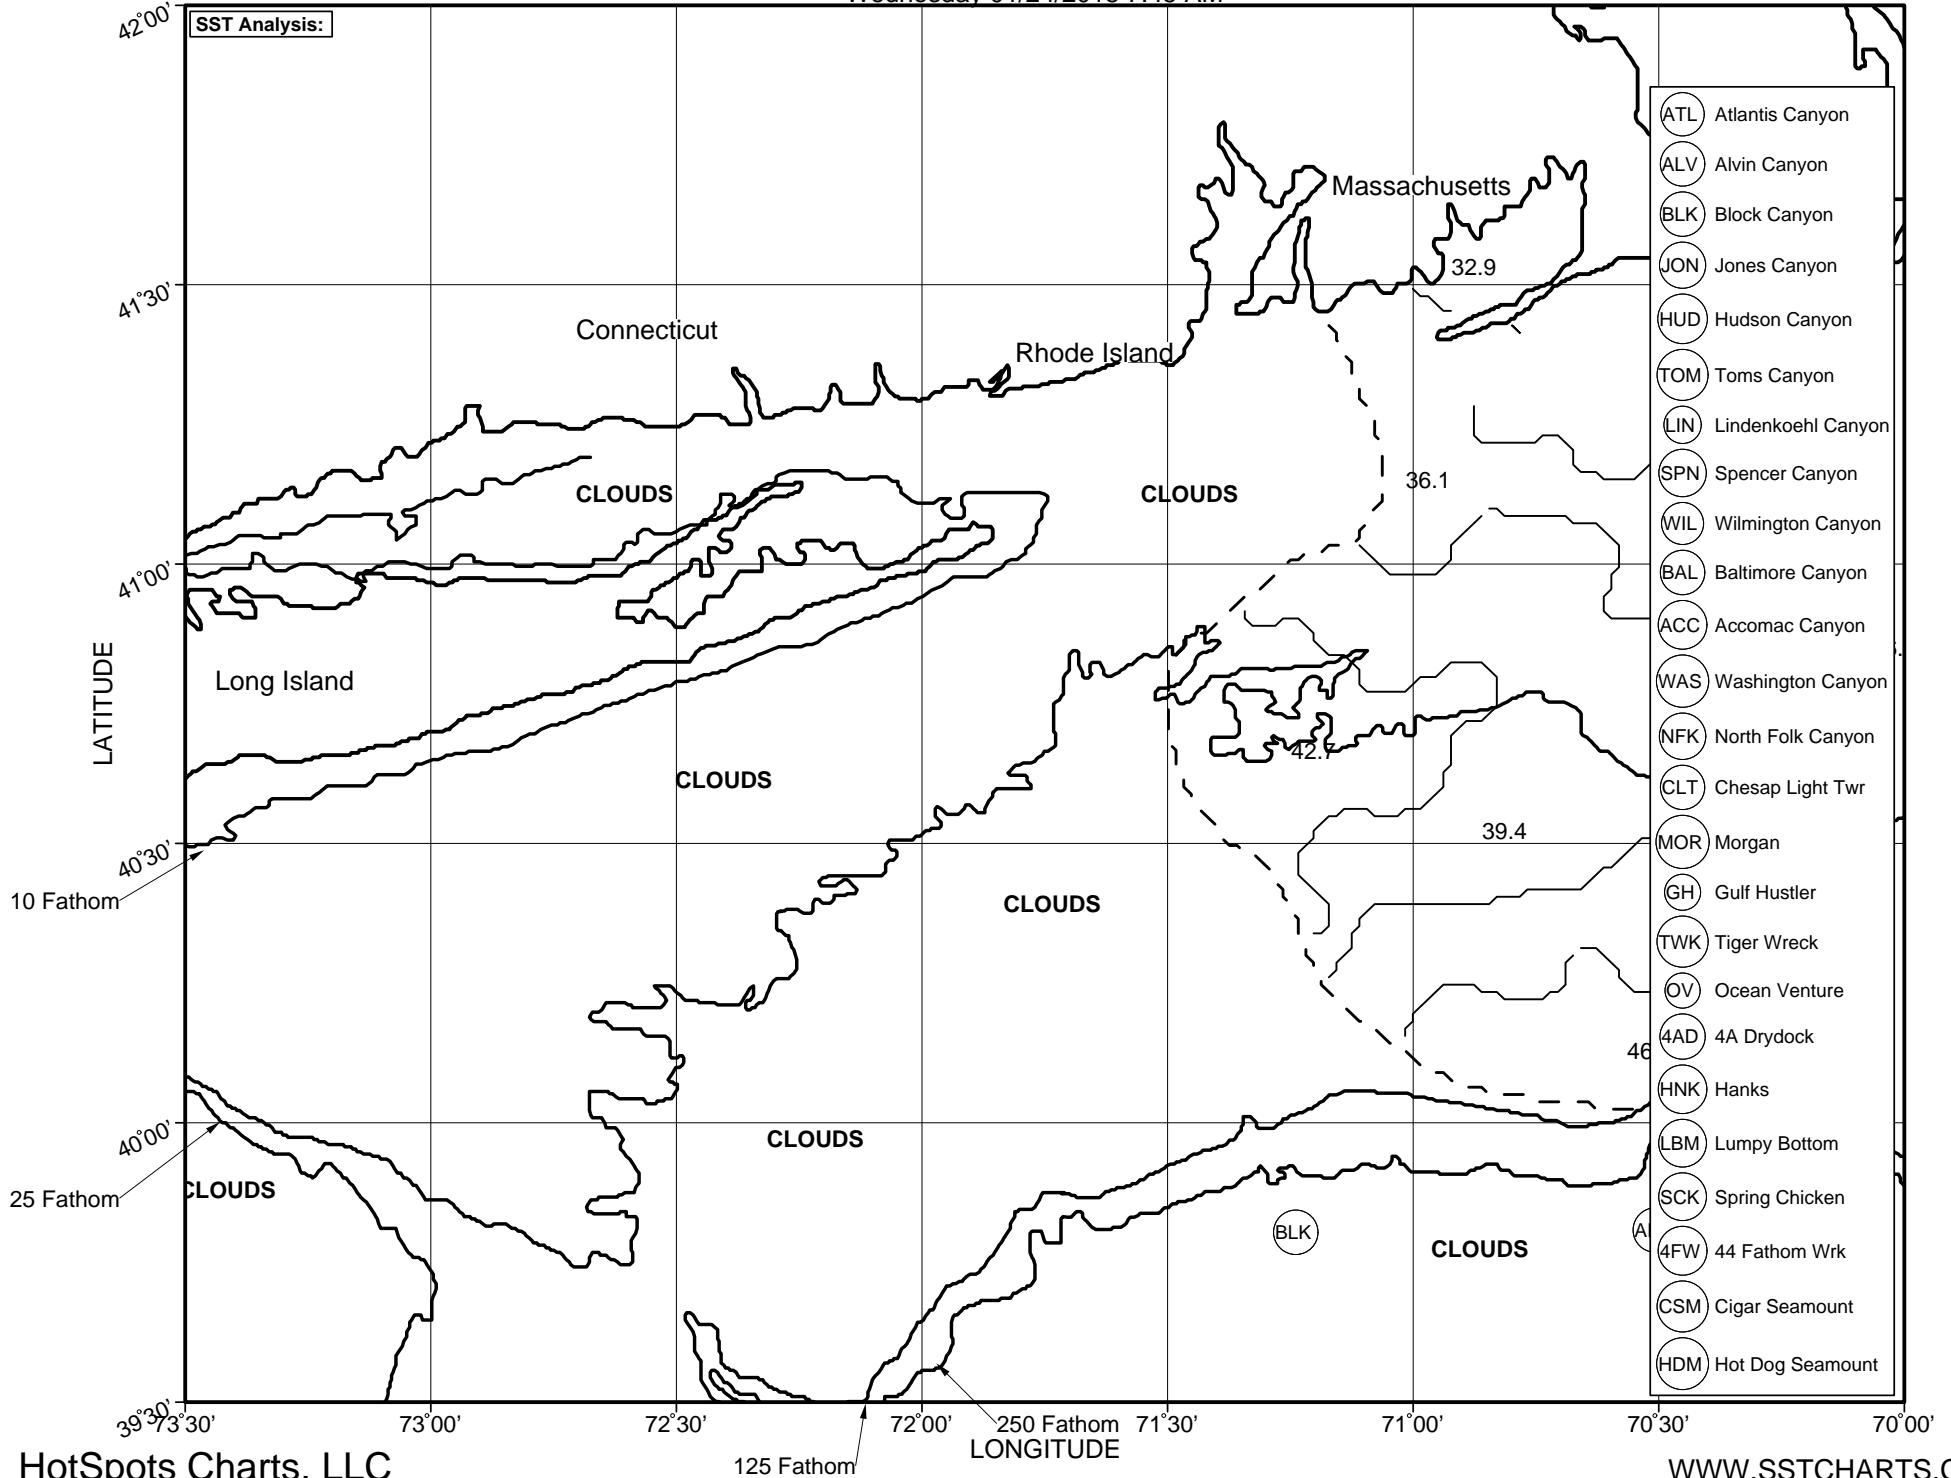 SST Analysis:
42°00'
41°30'
41°00'
40°30'
40°00'
39°30'
LATITUDE
73°30'
73°00'
72°30'
72°00'
71°30'
71°00'
70°30'
70°00'
LONGITUDE
Massachusetts
32.9
Connecticut
Rhode Island
36.1
CLOUDS
CLOUDS
Long Island
42.7
CLOUDS
39.4
CLOUDS
10 Fathom
46
CLOUDS
25 Fathom
CLOUDS
BLK
CLOUDS
250 Fathom
125 Fathom
ATL Atlantis Canyon
ALV Alvin Canyon
BLK Block Canyon
JON Jones Canyon
HUD Hudson Canyon
TOM Toms Canyon
LIN Lindenkoehl Canyon
SPN Spencer Canyon
WIL Wilmington Canyon
BAL Baltimore Canyon
ACC Accomac Canyon
WAS Washington Canyon
NFK North Folk Canyon
CLT Chesap Light Twr
MOR Morgan
GH Gulf Hustler
TWK Tiger Wreck
OV Ocean Venture
4AD 4A Drydock
HNK Hanks
LBM Lumpy Bottom
SCK Spring Chicken
4FW 44 Fathom Wrk
CSM Cigar Seamount
HDM Hot Dog Seamount
HotSpots Charts, LLC
WWW.SSTCHARTS.C